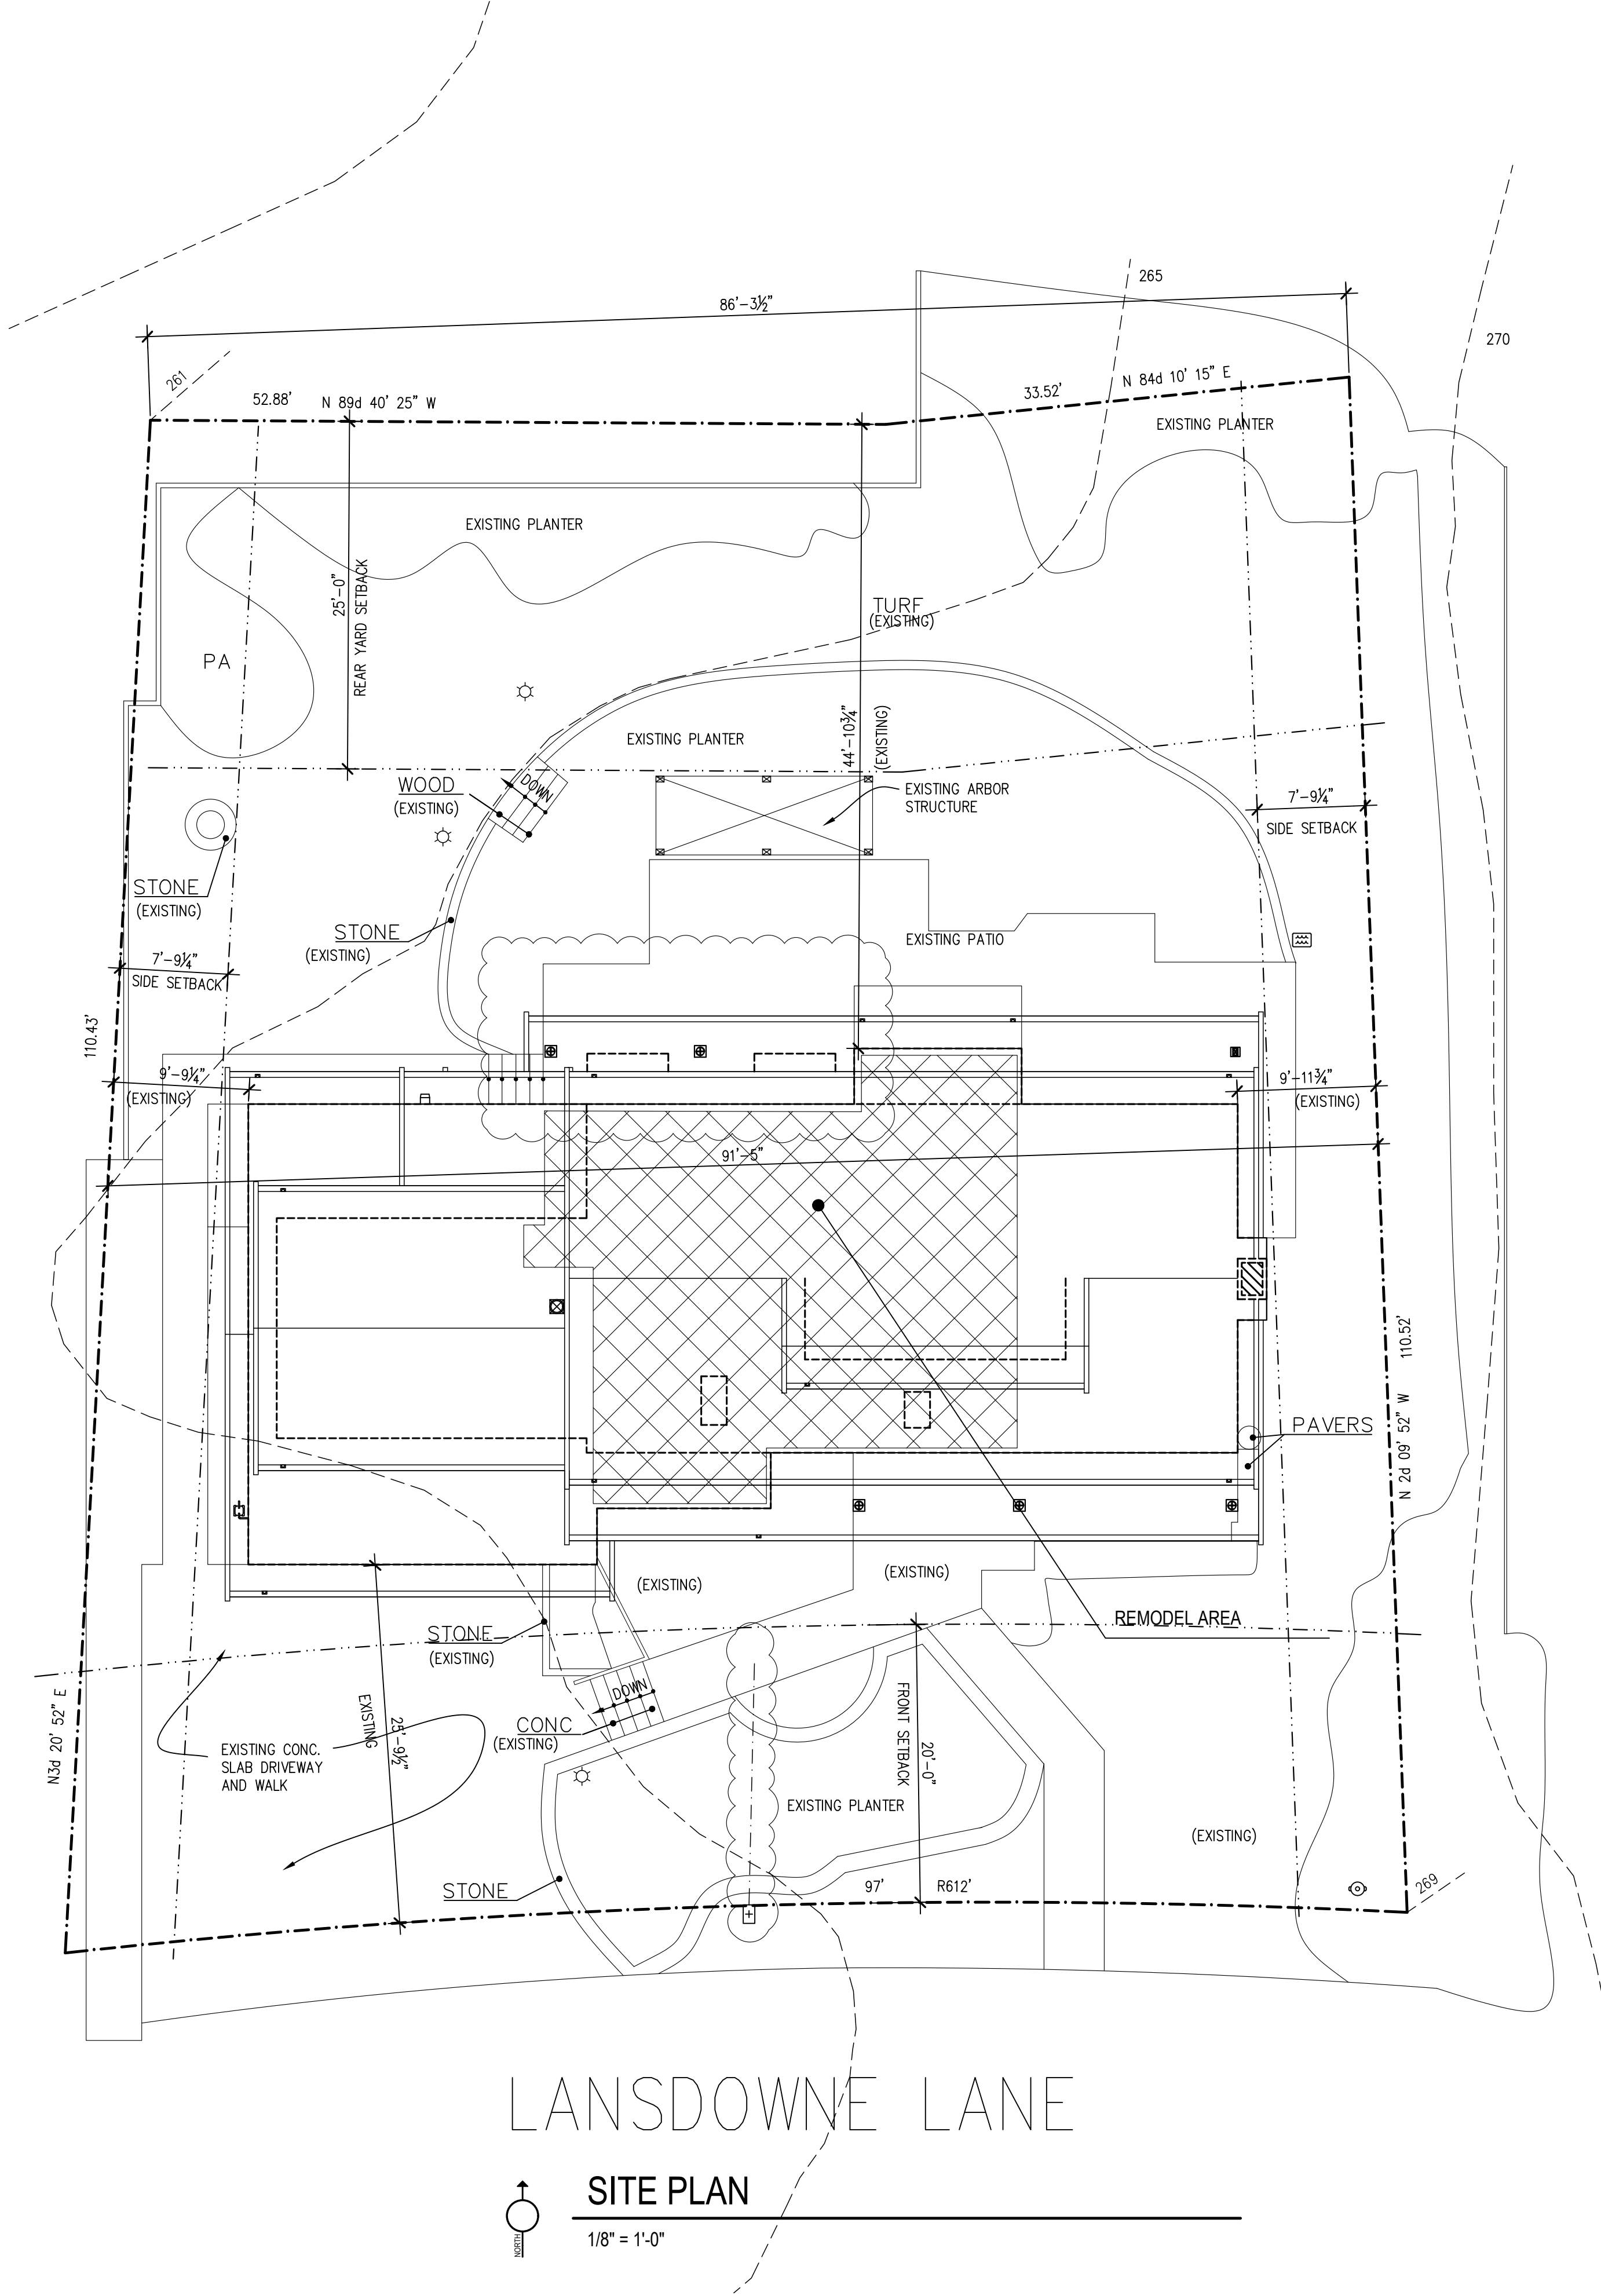 265
86'-3½"
270
261
52.88'
N 89d 40' 25" W
33.52'
N 84d 10' 15" E
EXISTING PLANTER
EXISTING PLANTER
25'-0"
REAR YARD SETBACK
TURF
(EXISTING)
PA
44'-10¾"
(EXISTING)
EXISTING PLANTER
WOOD
(EXISTING)
DOWN
EXISTING ARBOR
STRUCTURE
7'-9¼"
SIDE SETBACK
STONE
(EXISTING)
STONE
(EXISTING)
EXISTING PATIO
7'-9¼"
SIDE SETBACK
110.43'
9'-9¼"
(EXISTING)
9'-11¾"
(EXISTING)
91'-5"
110.52'
N 2d 09' 52" W
PAVERS
(EXISTING)
(EXISTING)
REMODEL AREA
STONE
(EXISTING)
N3d 20' 52" E
EXISTING
25'-9½"
DOWN
CONC
(EXISTING)
FRONT SETBACK
20'-0"
EXISTING CONC.
SLAB DRIVEWAY
AND WALK
EXISTING PLANTER
(EXISTING)
STONE
97'
R612'
269
LANSDOWNE LANE
NORTH
SITE PLAN
1/8" = 1'-0"